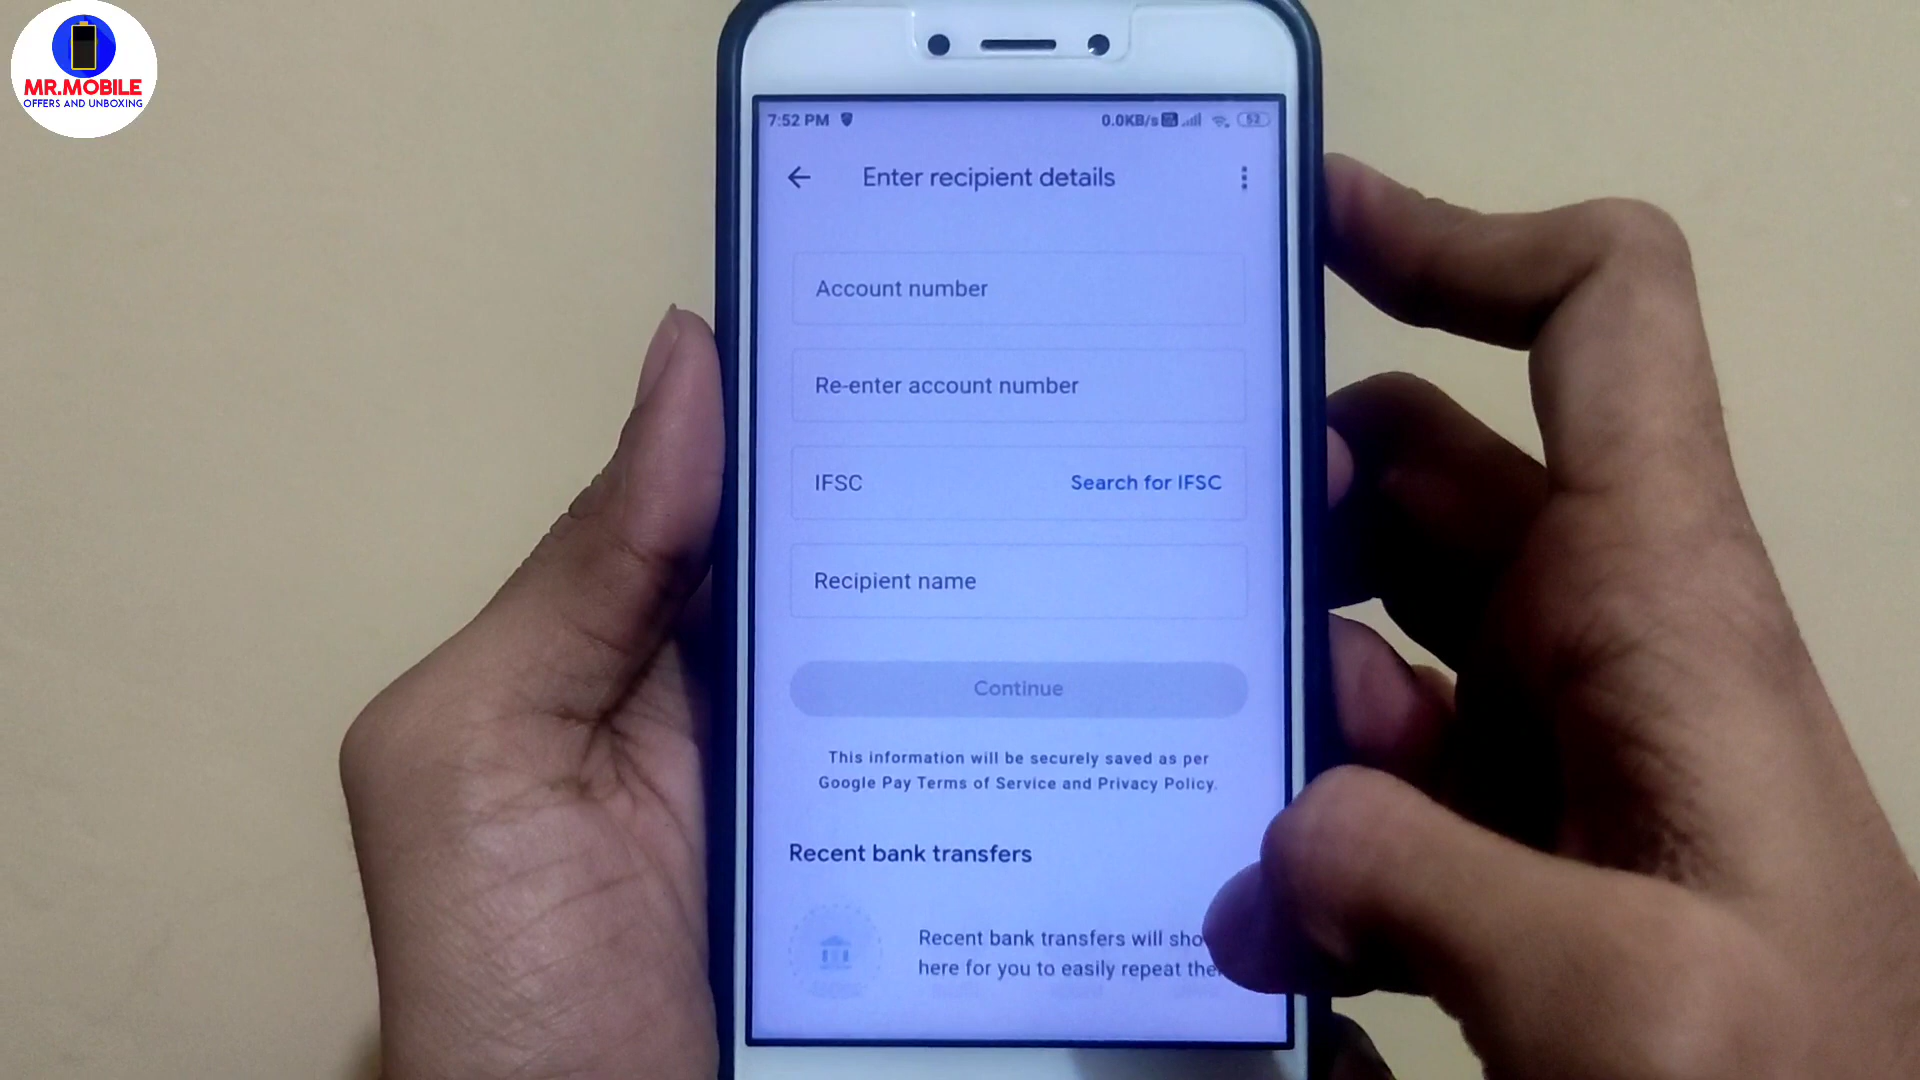 MR.MOBILE
OFFERS AND UNBOXING
7:52 PM 0.0KB/s 52
Enter recipient details
Account number
Re-enter account number
IFSC Search for IFSC
Recipient name
Continue
This information will be securely saved as per
Google Pay Terms of Service and Privacy Policy.
Recent bank transfers
Recent bank transfers will sho
here for you to easily repeat the